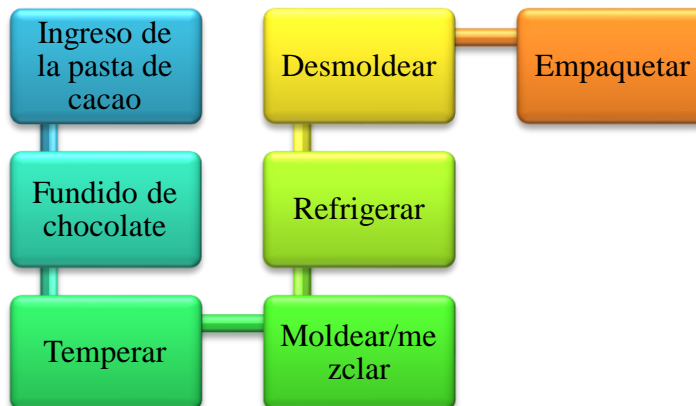 Ingreso de
la pasta de
cacao
Fundido de
chocolate
Temperar
Moldear/me
zclar
Refrigerar
Desmoldear
Empaquetar